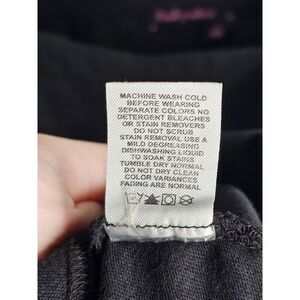 MACHINE WASH COLD
BEFORE WEARING
SEPARATE COLORS NO
DETERGENT BLEACHES
OR STAIN REMOVERS
DO NOT SCRUB
STAIN REMOVAL USE A
MILD DEGREASING
DISHWASHING LIQUID
TO SOAK STAINS
TUMBLE DRY NORMAL
DO NOT DRY CLEAN
COLOR VARIANCES
FADING ARE NORMAL